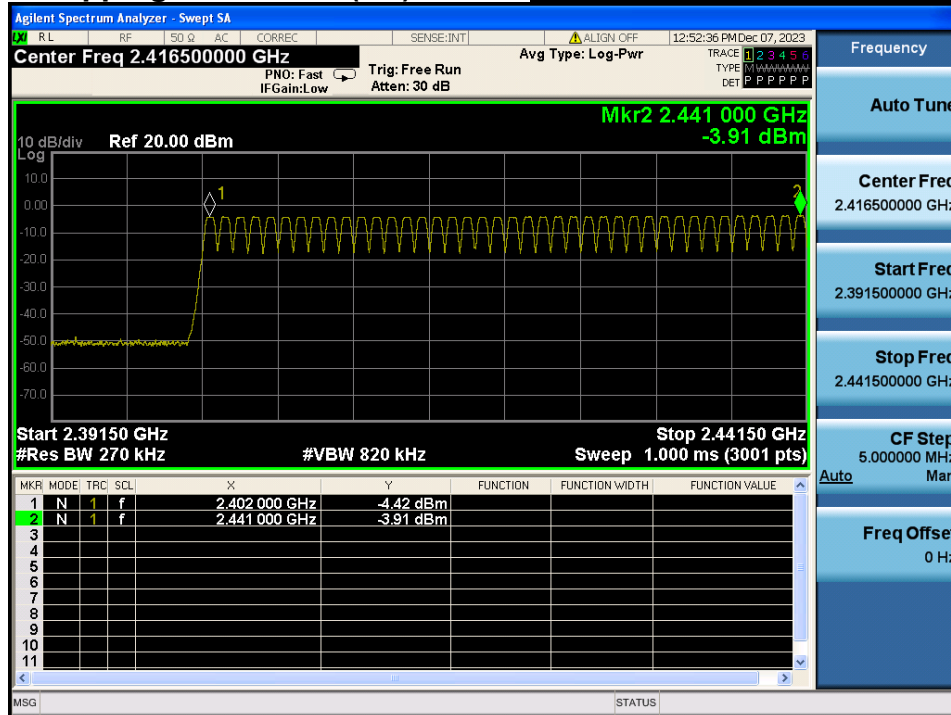 Agilent Spectrum Analyzer - Swept SA
LXI RL RF 50 Ω AC CORREC SENSE:INT ALIGN OFF 12:52:36 PM Dec 07, 2023
Center Freq 2.416500000 GHz
PNO: Fast
IFGain:Low
Trig: Free Run
Atten: 30 dB
Avg Type: Log-Pwr
TRACE 1 2 3 4 5 6
TYPE M
DET P P P P P P
Mkr2 2.441 000 GHz
-3.91 dBm
10 dB/div Ref 20.00 dBm
Log
10.0
0.00
-10.0
-20.0
-30.0
-40.0
-50.0
-60.0
-70.0
1
2
Start 2.39150 GHz Stop 2.44150 GHz
#Res BW 270 kHz #VBW 820 kHz Sweep 1.000 ms (3001 pts)
MKR MODE TRC SCL X Y FUNCTION FUNCTION WIDTH FUNCTION VALUE
1 N 1 f 2.402 000 GHz -4.42 dBm
2 N 1 f 2.441 000 GHz -3.91 dBm
3
4
5
6
7
8
9
10
11
MSG STATUS
Frequency
Auto Tune
Center Freq
2.416500000 GHz
Start Freq
2.391500000 GHz
Stop Freq
2.441500000 GHz
CF Step
5.000000 MHz
Auto Man
Freq Offset
0 Hz